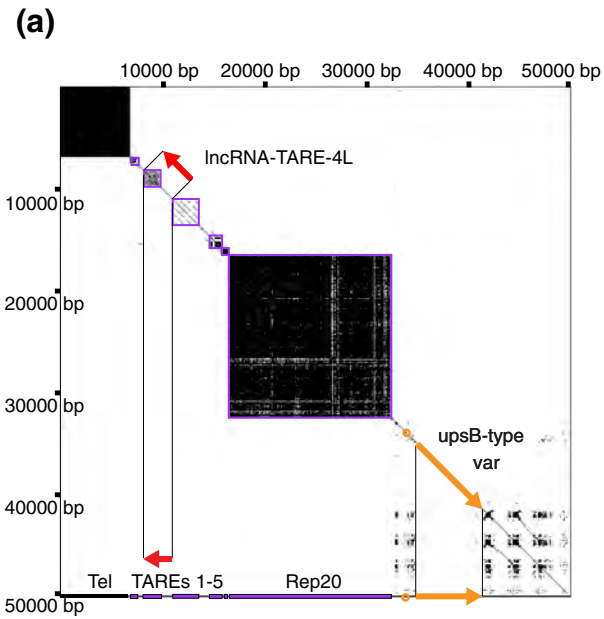 (a)
10000 bp 20000 bp 30000 bp 40000 bp 50000 bp
lncRNA-TARE-4L
10000 bp
20000 bp
30000 bp
upsB-type
var
40000 bp
Tel TAREs 1-5 Rep20
50000 bp